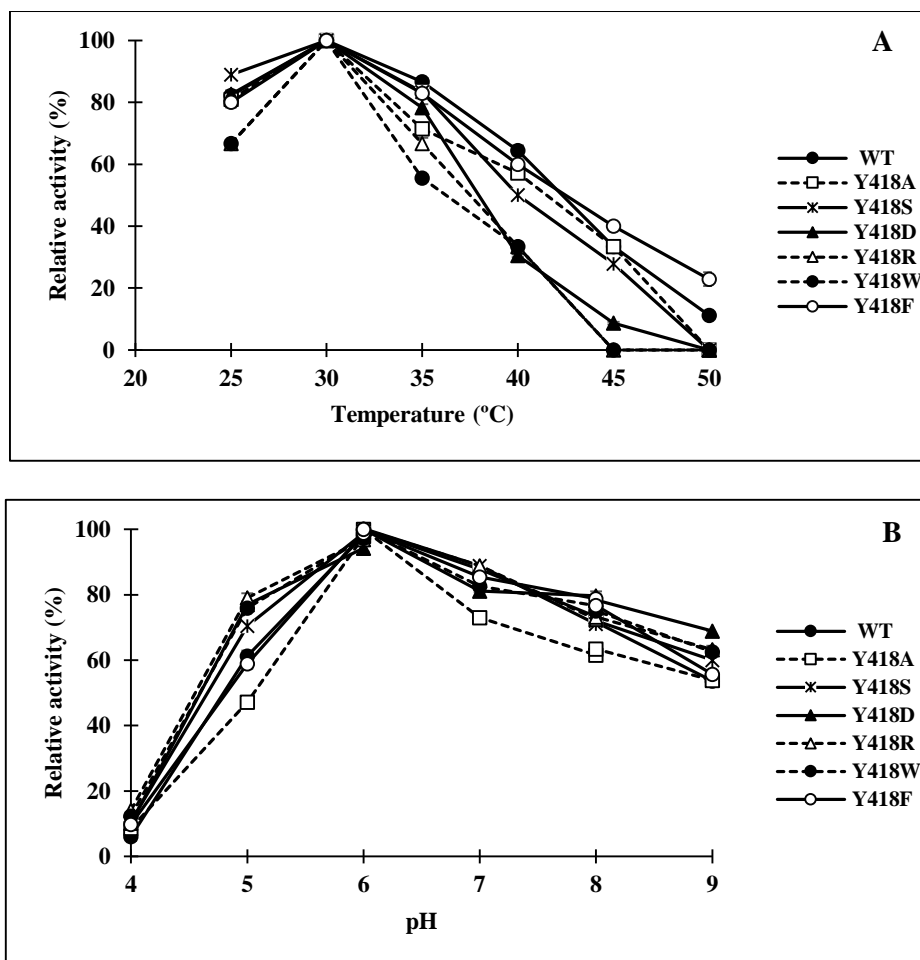 A
100
80
60
40
20
0
Relative activity (%)
20 25 30 35 40 45 50
Temperature (ºC)
WT
Y418A
Y418S
Y418D
Y418R
Y418W
Y418F
B
100
80
60
40
20
0
Relative activity (%)
4 5 6 7 8 9
pH
WT
Y418A
Y418S
Y418D
Y418R
Y418W
Y418F